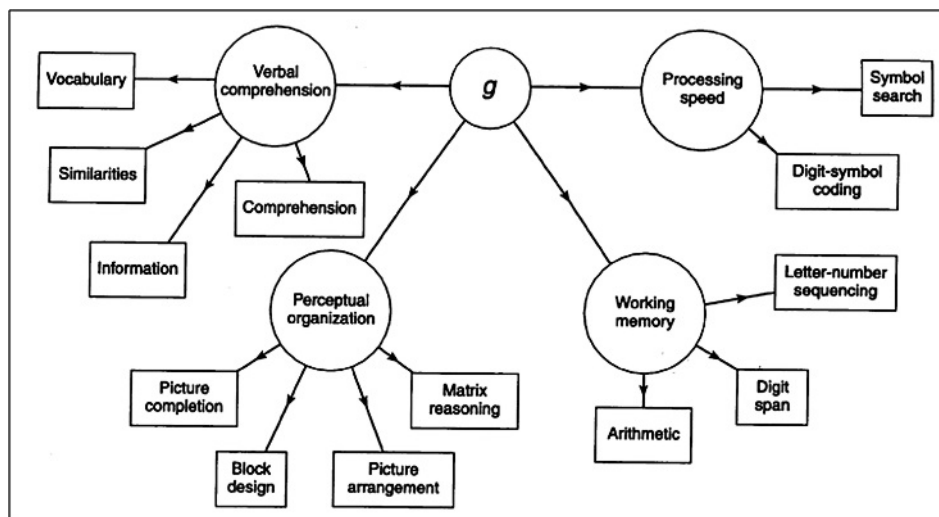 Vocabulary
Verbal
comprehension
g
Processing
speed
Symbol
search
Similarities
Comprehension
Digit-symbol
coding
Information
Perceptual
organization
Working
memory
Letter-number
sequencing
Picture
completion
Matrix
reasoning
Digit
span
Arithmetic
Block
design
Picture
arrangement